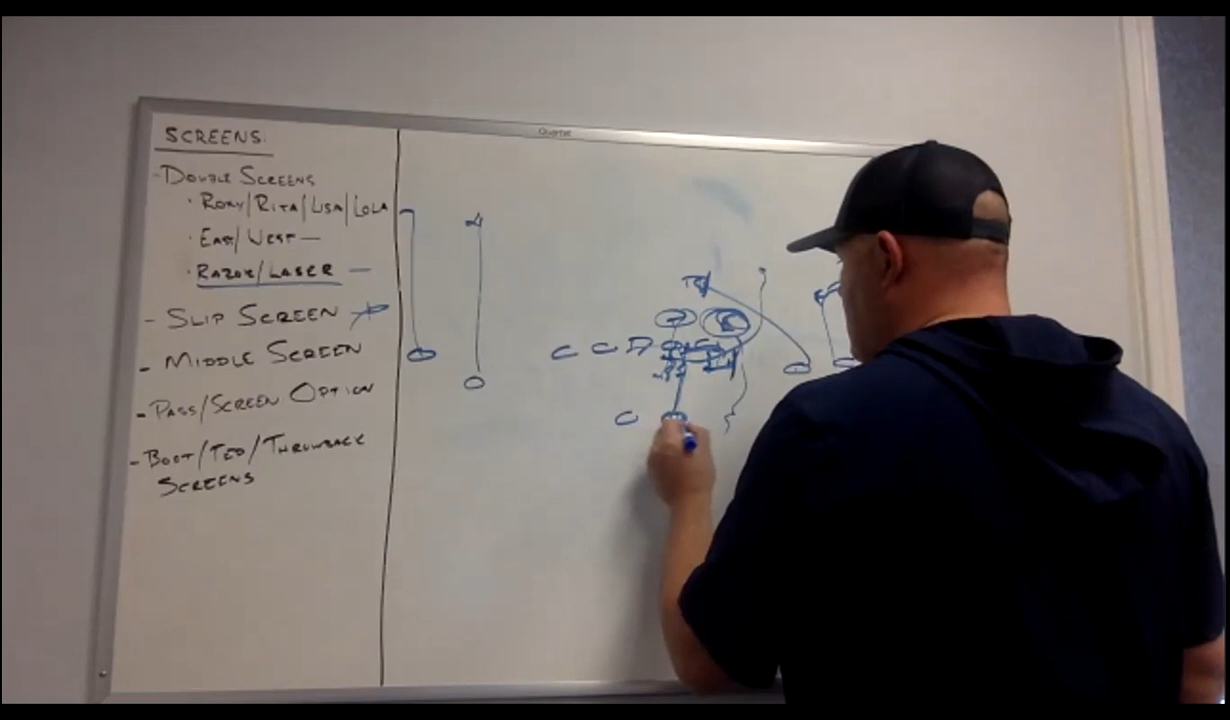 Quartet
SCREENS.
- DOUBLE SCREENS
· ROXY/RITA/LISA/LOLA
· EAST/WEST —
· RAZOR/LASER —
- SLIP SCREEN
- MIDDLE SCREEN
- PASS/SCREEN OPTION
- BOOT/TED/THROWBACK
SCREENS